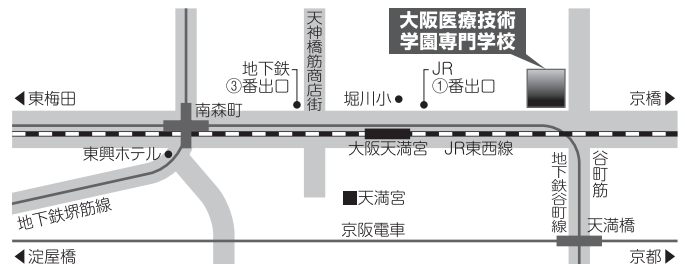 大阪医療技術
学園専門学校
天神橋筋商店街
地下鉄
③番出口
JR
①番出口
堀川小
東梅田
京橋
南森町
東興ホテル
大阪天満宮
JR東西線
地下鉄谷町線
谷町筋
天満宮
地下鉄堺筋線
天満橋
京阪電車
淀屋橋
京都